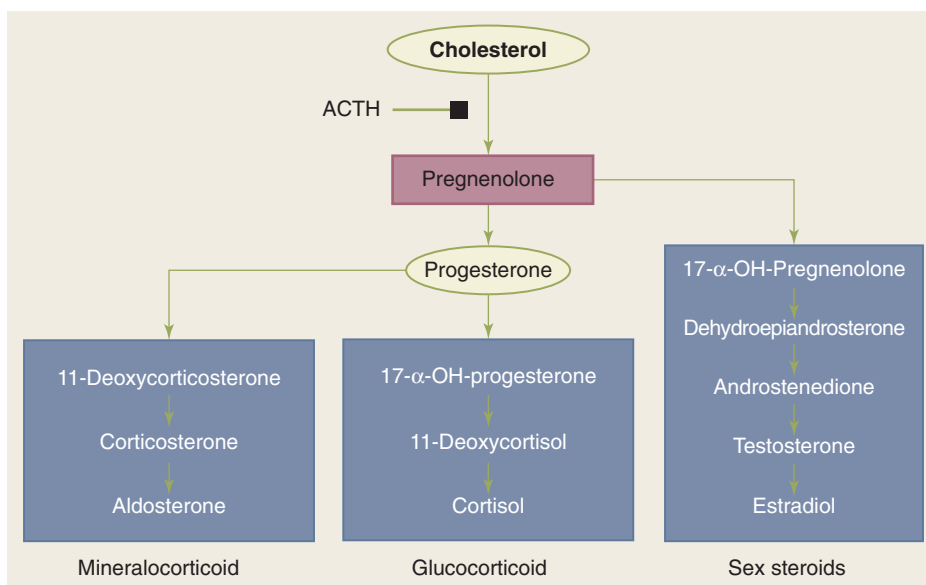 Cholesterol
ACTH
Pregnenolone
Progesterone
11-Deoxycorticosterone
Corticosterone
Aldosterone
Mineralocorticoid
17-α-OH-progesterone
11-Deoxycortisol
Cortisol
Glucocorticoid
17-α-OH-Pregnenolone
Dehydroepiandrosterone
Androstenedione
Testosterone
Estradiol
Sex steroids